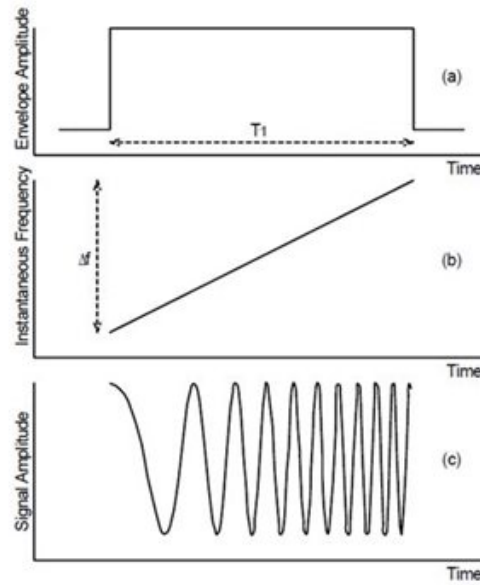 Envelope Amplitude
(a)
T1
Time
Instantaneous Frequency
Δf
(b)
Time
Signal Amplitude
(c)
Time